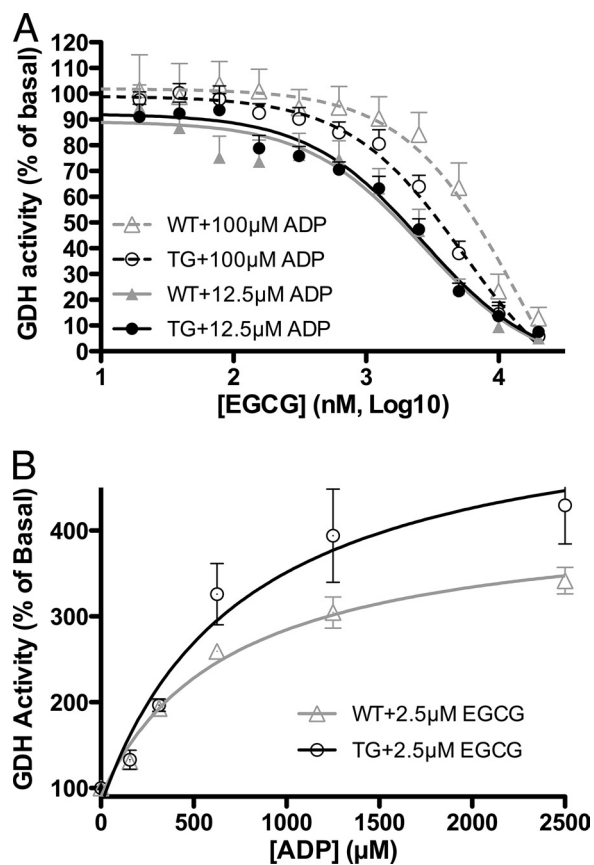 A
120
110
100
90
80
70
60
50
40
30
20
10
0
GDH activity (% of basal)
WT+100µM ADP
TG+100µM ADP
WT+12.5µM ADP
TG+12.5µM ADP
1 2 3 4
[EGCG] (nM, Log10)
B
400
300
200
100
GDH Activity (% of Basal)
WT+2.5µM EGCG
TG+2.5µM EGCG
0 500 1000 1500 2000 2500
[ADP] (µM)